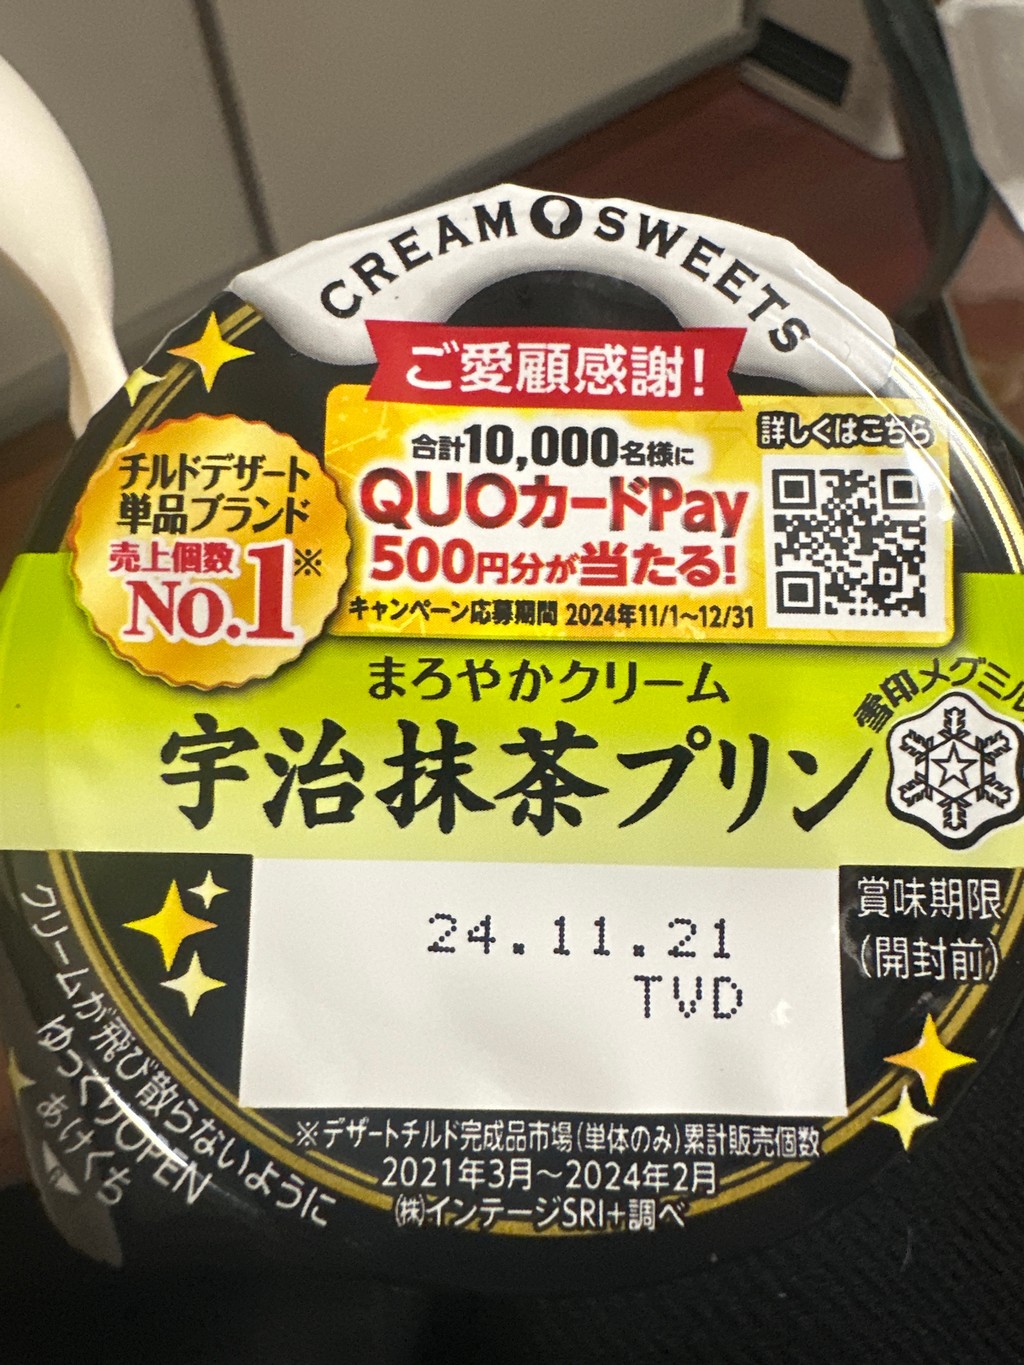 CREAM SWEETS
ご愛顧感謝!
合計10,000名様に
QUOカードPay
500円分が当たる!
キャンペーン応募期間 2024年11/1~12/31
詳しくはこちら
チルドデザート
単品ブランド
売上個数
No.1※
まろやかクリーム
宇治抹茶プリン
雪印メグミル
24.11.21
TVD
賞味期限
(開封前)
クリームが飛び散らないように
ゆっくりOPEN
あけくち
※デザートチルド完成品市場(単体のみ)累計販売個数
2021年3月~2024年2月
㈱インテージSRI+調べ